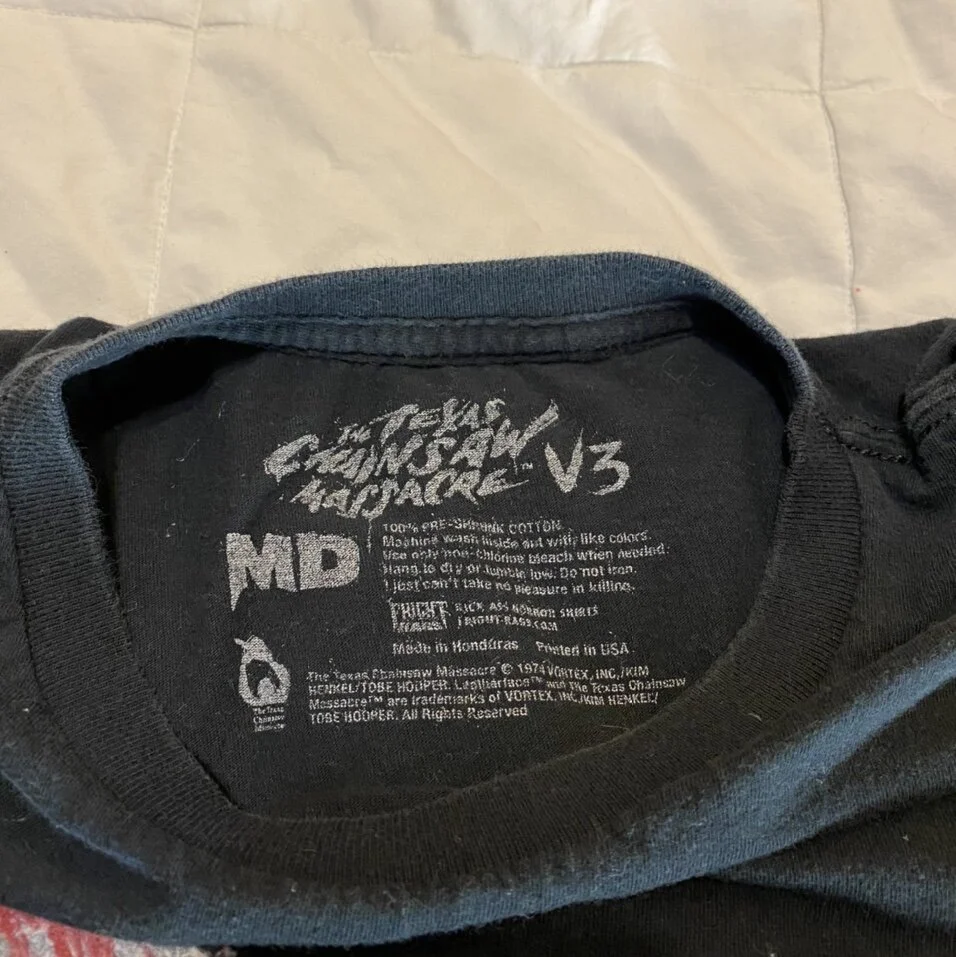 THE TEXAS
CHAINSAW
MASSACRE™ V3
MD
100% PRE-SHRUNK COTTON
Machine wash inside out with like colors.
Use only non-chlorine bleach when needed.
Hang to dry or tumble low. Do not iron.
I just can't take no pleasure in killing.
FRIGHT RAGS
KICK ASS HORROR SHIRTS
FRIGHT-RAGS.COM
Made in Honduras Printed in USA
The Texas Chainsaw Massacre
The Texas Chainsaw Massacre © 1974 VORTEX, INC./KIM
HENKEL/TOBE HOOPER. Leatherface™ and The Texas Chainsaw
Massacre™ are trademarks of VORTEX, INC./KIM HENKEL/
TOBE HOOPER. All Rights Reserved